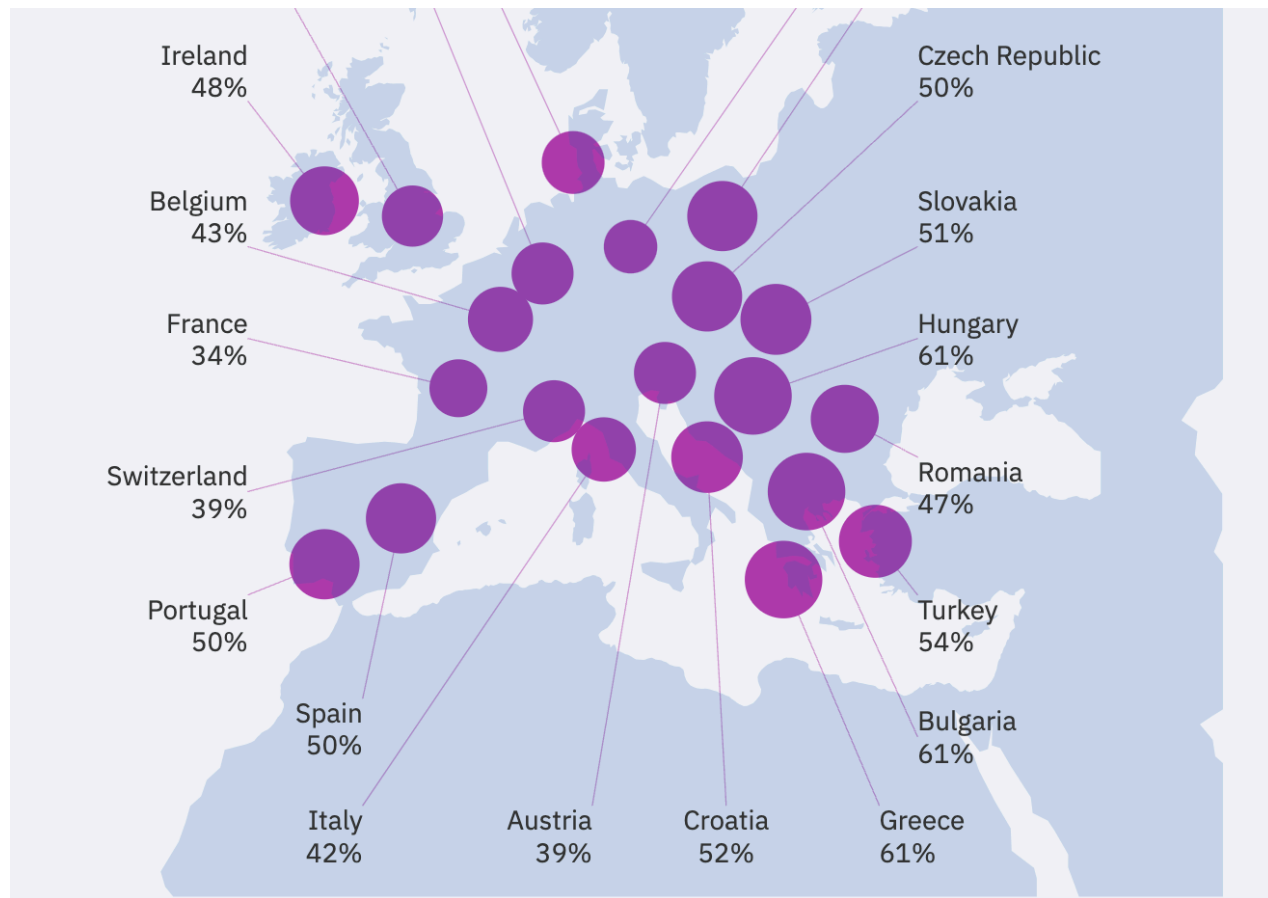 Ireland
48%
Czech Republic
50%
Belgium
43%
Slovakia
51%
France
34%
Hungary
61%
Switzerland
39%
Romania
47%
Portugal
50%
Turkey
54%
Spain
50%
Bulgaria
61%
Italy
42%
Austria
39%
Croatia
52%
Greece
61%